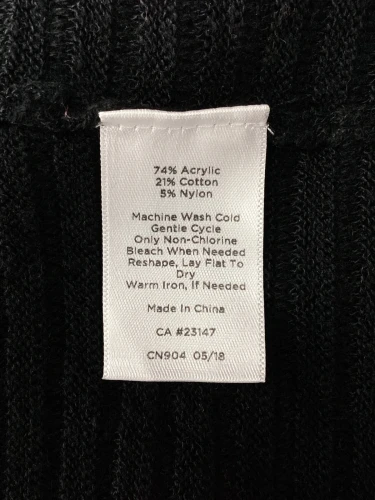 74% Acrylic
21% Cotton
5% Nylon
Machine Wash Cold
Gentle Cycle
Only Non-Chlorine
Bleach When Needed
Reshape, Lay Flat To
Dry
Warm Iron, If Needed
Made In China
CA #23147
CN904 05/18